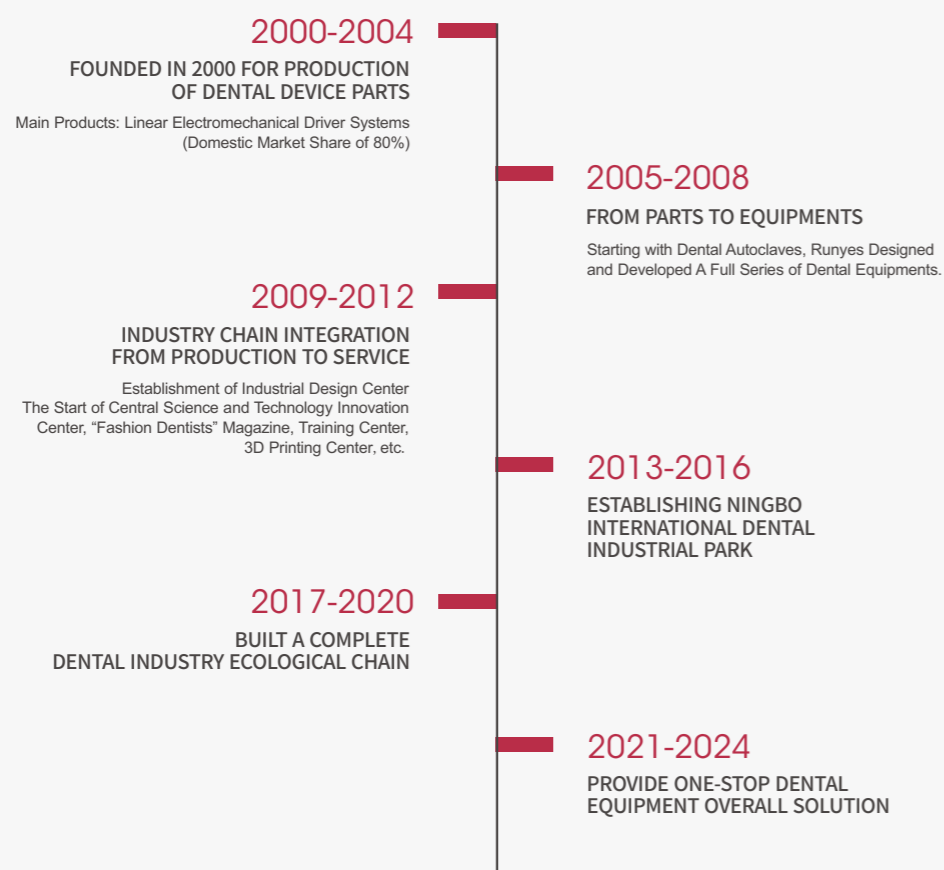 2000-2004
FOUNDED IN 2000 FOR PRODUCTION
OF DENTAL DEVICE PARTS
Main Products: Linear Electromechanical Driver Systems
(Domestic Market Share of 80%)
2005-2008
FROM PARTS TO EQUIPMENTS
Starting with Dental Autoclaves, Runyes Designed
and Developed A Full Series of Dental Equipments.
2009-2012
INDUSTRY CHAIN INTEGRATION
FROM PRODUCTION TO SERVICE
Establishment of Industrial Design Center
The Start of Central Science and Technology Innovation
Center, “Fashion Dentists” Magazine, Training Center,
3D Printing Center, etc.
2013-2016
ESTABLISHING NINGBO
INTERNATIONAL DENTAL
INDUSTRIAL PARK
2017-2020
BUILT A COMPLETE
DENTAL INDUSTRY ECOLOGICAL CHAIN
2021-2024
PROVIDE ONE-STOP DENTAL
EQUIPMENT OVERALL SOLUTION